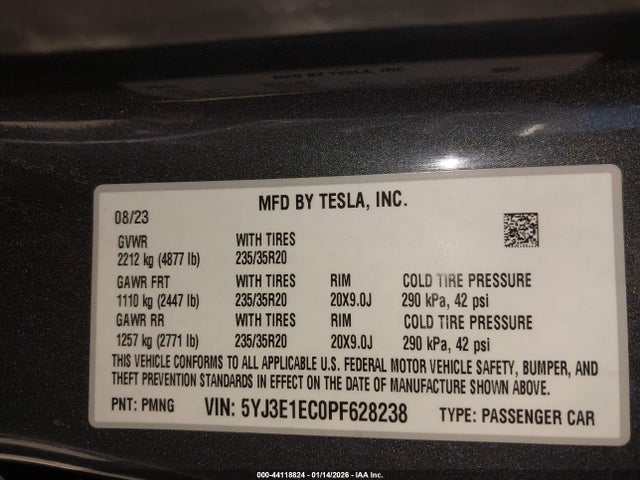 MFD BY TESLA, INC.
08/23 MFD BY TESLA, INC.
GVWR WITH TIRES
2212 kg (4877 lb) 235/35R20
GAWR FRT WITH TIRES RIM COLD TIRE PRESSURE
1110 kg (2447 lb) 235/35R20 20X9.0J 290 kPa, 42 psi
GAWR RR WITH TIRES RIM COLD TIRE PRESSURE
1257 kg (2771 lb) 235/35R20 20X9.0J 290 kPa, 42 psi
THIS VEHICLE CONFORMS TO ALL APPLICABLE U.S. FEDERAL MOTOR VEHICLE SAFETY, BUMPER, AND
THEFT PREVENTION STANDARDS IN EFFECT ON THE DATE OF MANUFACTURE SHOWN ABOVE.
PNT: PMNG VIN: 5YJ3E1EC0PF628238 TYPE: PASSENGER CAR
000-44118824 | 01/14/2026 - IAA Inc.